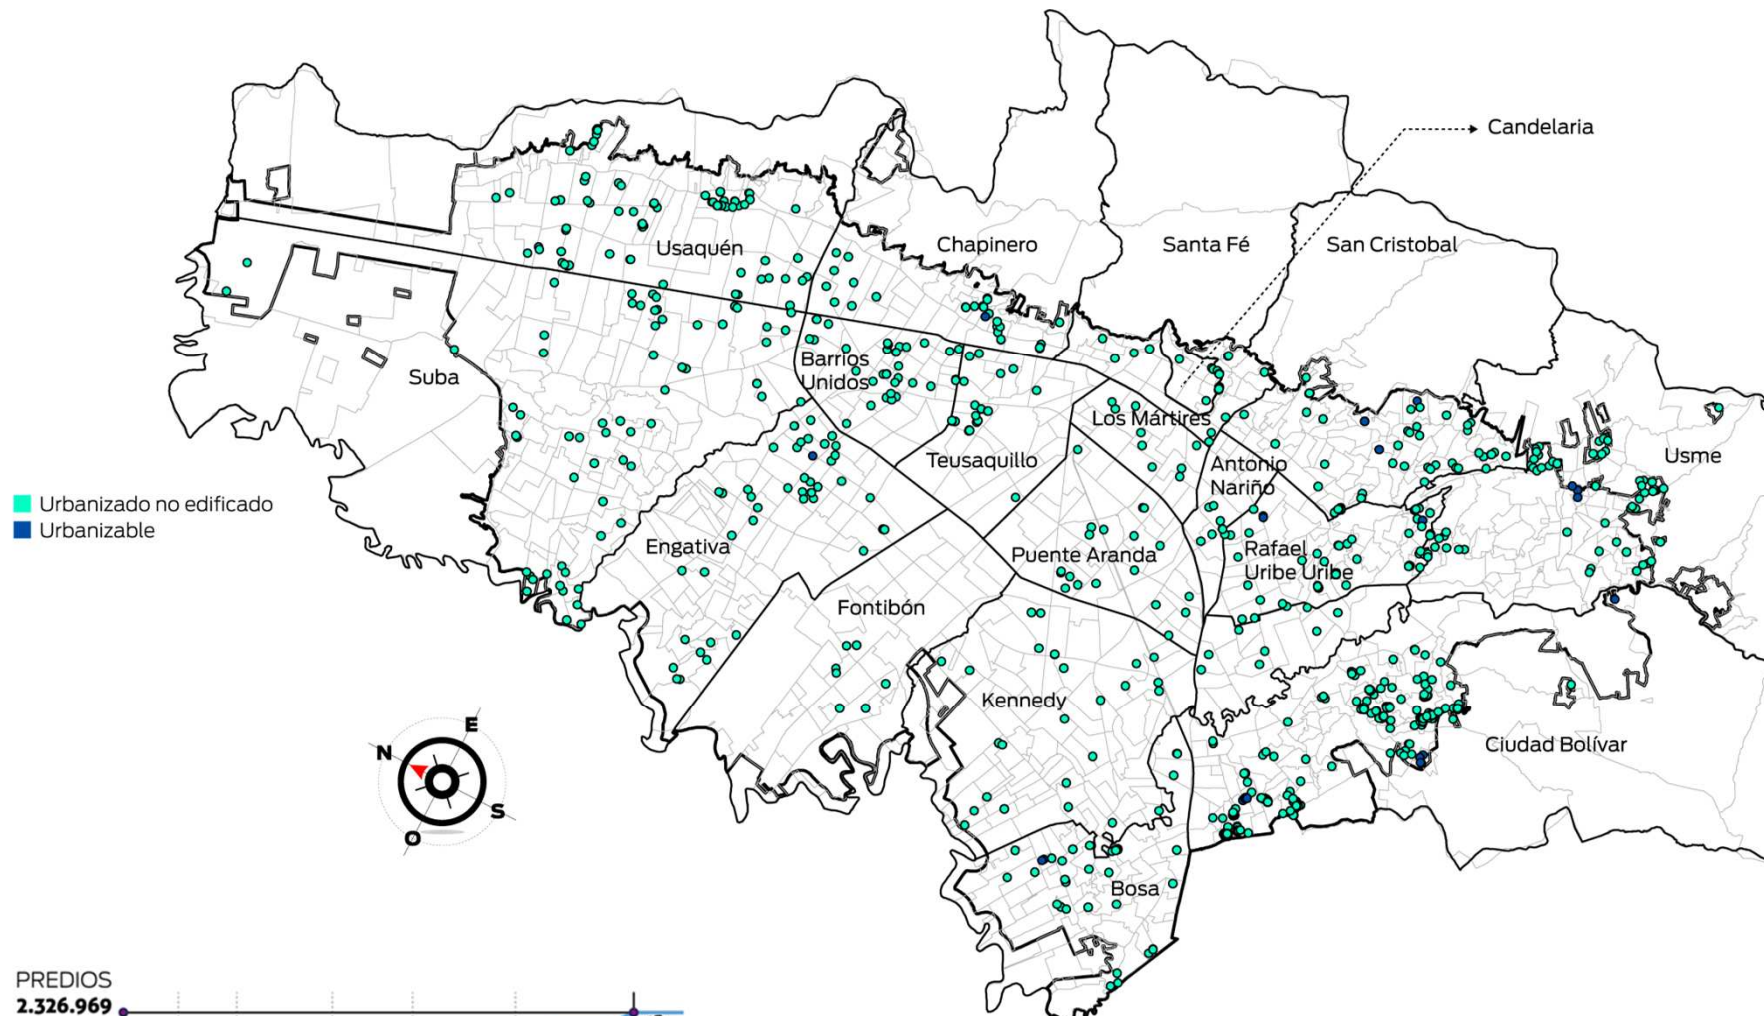 Candelaria
Chapinero
Santa Fé
San Cristobal
Usaquén
Barrios
Unidos
Suba
Los Mártires
Teusaquillo
Antonio
Nariño
Usme
Urbanizado no edificado
Urbanizable
Engativa
Puente Aranda
Rafael
Uribe Uribe
Fontibón
Kennedy
Ciudad Bolívar
E
N
S
O
Bosa
PREDIOS
2.326.969